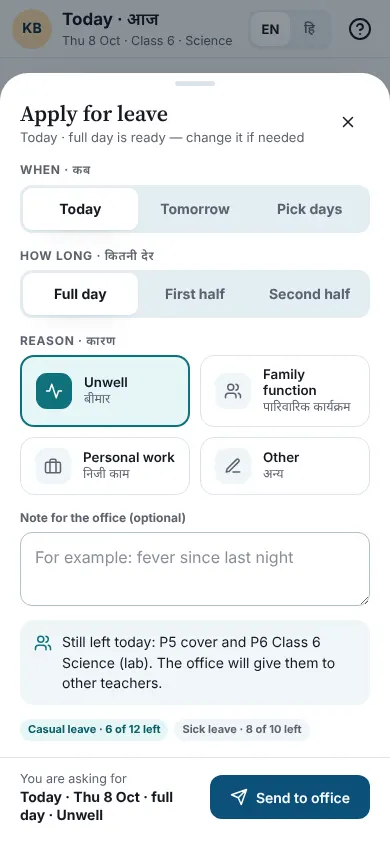 KB
Today · आज
Thu 8 Oct · Class 6 · Science
EN
हि
Apply for leave
Today · full day is ready — change it if needed
WHEN · कब
Today
Tomorrow
Pick days
HOW LONG · कितनी देर
Full day
First half
Second half
REASON · कारण
Unwell
बीमार
Family
function
पारिवारिक कार्यक्रम
Personal work
निजी काम
Other
अन्य
Note for the office (optional)
For example: fever since last night
Still left today: P5 cover and P6 Class 6
Science (lab). The office will give them to
other teachers.
Casual leave · 6 of 12 left
Sick leave · 8 of 10 left
You are asking for
Today · Thu 8 Oct · full
day · Unwell
Send to office